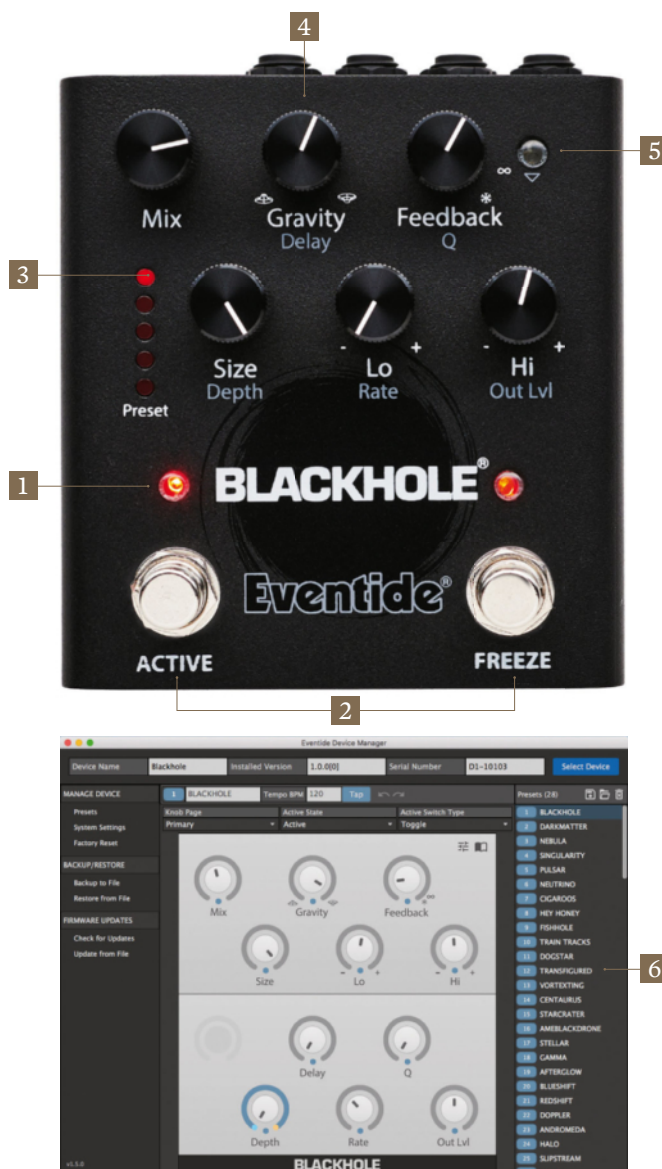 4
5
∞
Mix
Gravity
Feedback
Delay
Q
3
Size
Lo
Hi
- +
- +
Depth
Rate
Out Lvl
Preset
1
BLACKHOLE®
Eventide®
ACTIVE
FREEZE
2
Eventide Device Manager
Device Name
Blackhole
Installed Version
1.0.0[0]
Serial Number
D1-10103
Select Device
MANAGE DEVICE
Presets
System Settings
Factory Reset
BACKUP/RESTORE
Backup to File
Restore from File
FIRMWARE UPDATES
Check for Updates
Update from File
v1.5.0
1 BLACKHOLE
Tempo BPM 120
Tap
Knob Page
Active State
Active Switch Type
Primary
Active
Toggle
Mix
Gravity
Feedback
Size
Lo
Hi
- +
- +
Delay
Q
Depth
Rate
Out Lvl
BLACKHOLE
Presets (28)
1 BLACKHOLE
2 DARKMATTER
3 NEBULA
4 SINGULARITY
5 PULSAR
6 NEUTRINO
7 CIGAROOS
8 HEY HONEY
9 FISHHOLE
10 TRAIN TRACKS
11 DOGSTAR
12 TRANSFIGURED
13 VORTEXTING
14 CENTAURUS
15 STARCRATER
16 AMEBLACKDRONE
17 STELLAR
18 GAMMA
19 AFTERGLOW
20 BLUESHIFT
21 REDSHIFT
22 DOPPLER
23 ANDROMEDA
24 HALO
25 SLIPSTREAM
6